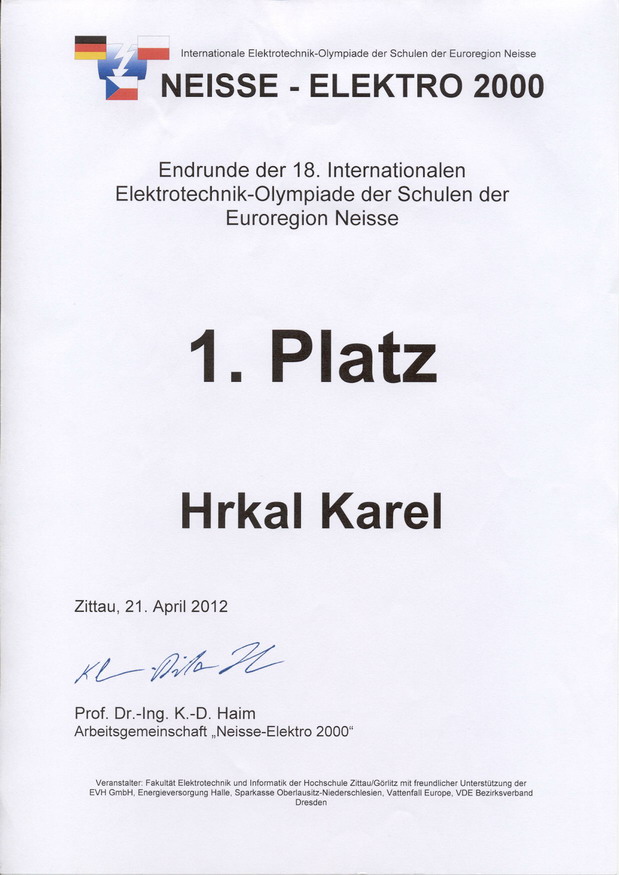 Internationale Elektrotechnik-Olympiade der Schulen der Euroregion Neisse
NEISSE - ELEKTRO 2000
Endrunde der 18. Internationalen
Elektrotechnik-Olympiade der Schulen der
Euroregion Neisse
1. Platz
Hrkal Karel
Zittau, 21. April 2012
Prof. Dr.-Ing. K.-D. Haim
Arbeitsgemeinschaft „Neisse-Elektro 2000“
Veranstalter: Fakultät Elektrotechnik und Informatik der Hochschule Zittau/Görlitz mit freundlicher Unterstützung der
EVH GmbH, Energieversorgung Halle, Sparkasse Oberlausitz-Niederschlesien, Vattenfall Europe, VDE Bezirksverband
Dresden